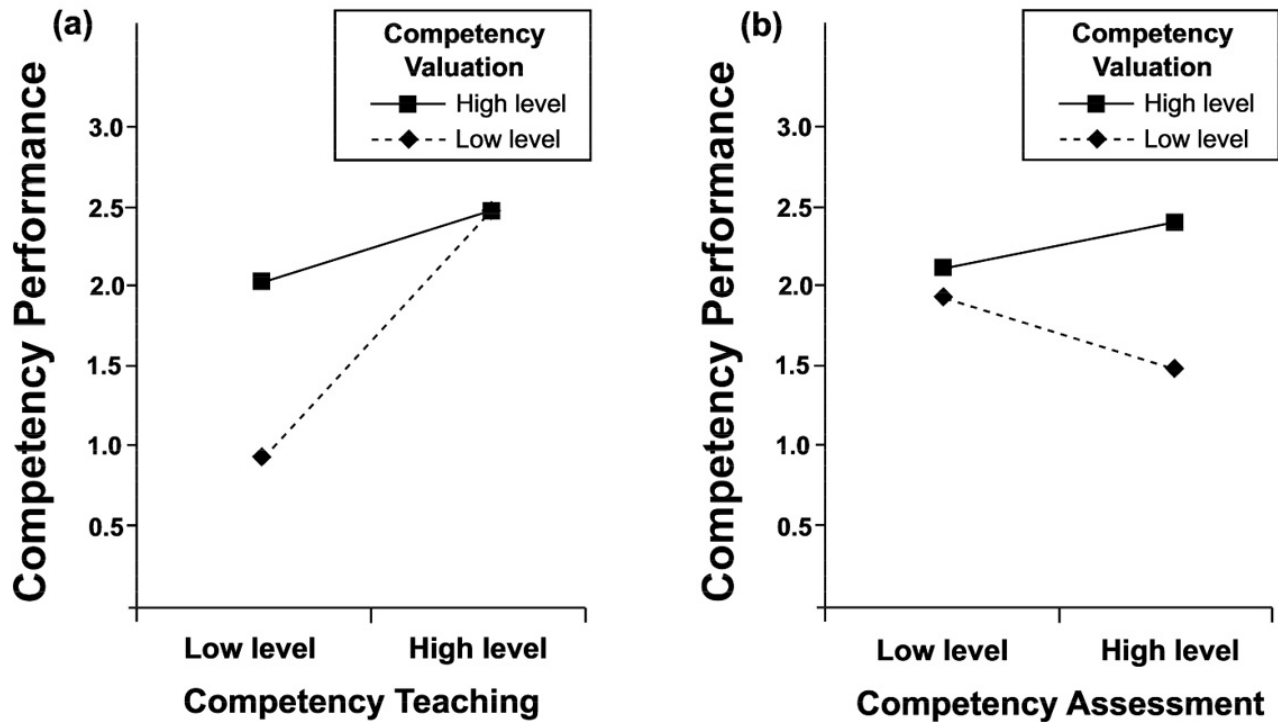 (a)
Competency
Valuation
High level
Low level
Competency Performance
3.0
2.5
2.0
1.5
1.0
0.5
Low level
High level
Competency Teaching
(b)
Competency
Valuation
High level
Low level
Competency Performance
3.0
2.5
2.0
1.5
1.0
0.5
Low level
High level
Competency Assessment